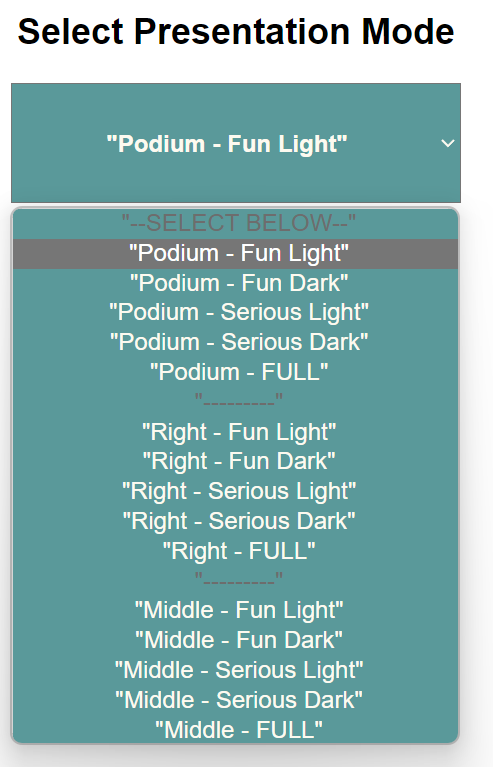 Select Presentation Mode
"Podium - Fun Light"
"--SELECT BELOW--"
"Podium - Fun Light"
"Podium - Fun Dark"
"Podium - Serious Light"
"Podium - Serious Dark"
"Podium - FULL"
"---------"
"Right - Fun Light"
"Right - Fun Dark"
"Right - Serious Light"
"Right - Serious Dark"
"Right - FULL"
"---------"
"Middle - Fun Light"
"Middle - Fun Dark"
"Middle - Serious Light"
"Middle - Serious Dark"
"Middle - FULL"